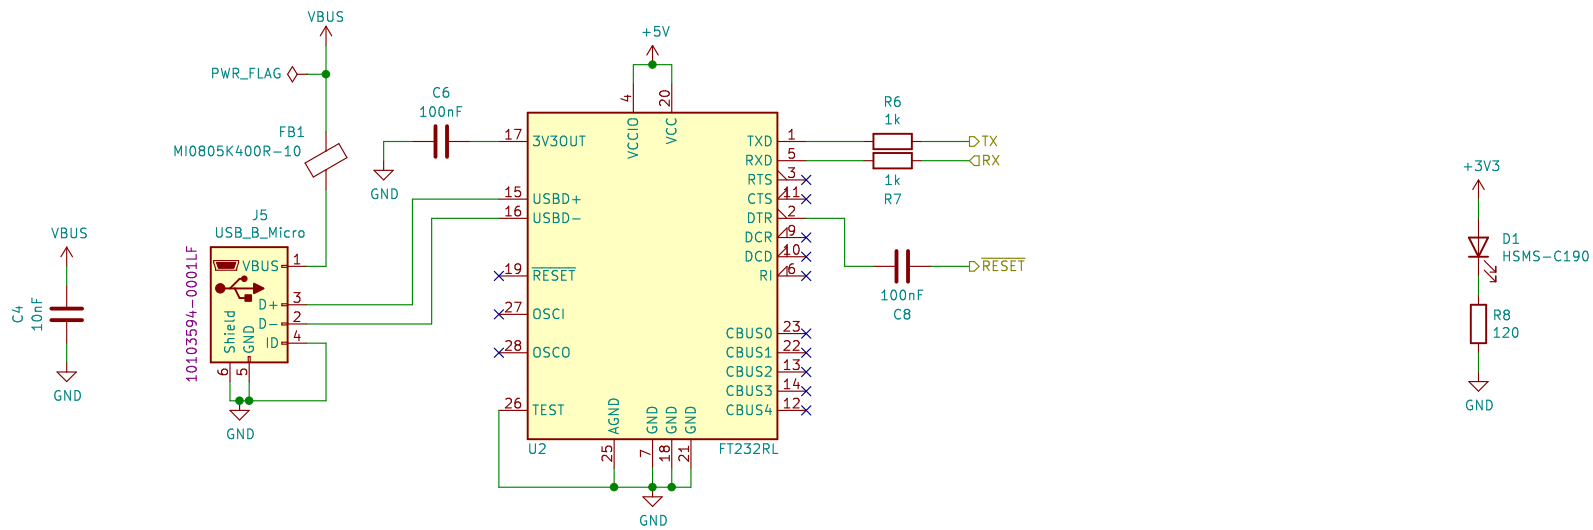 VBUS
PWR_FLAG
FB1
MI0805K400R-10
J5
USB_B_Micro
10103594-0001LF
VBUS 1
D+ 3
D- 2
ID 4
Shield
GND
6
5
GND
VBUS
C4
10nF
GND
C6
100nF
GND
+5V
4
20
VCCIO
VCC
17 3V3OUT
15 USBD+
16 USBD-
19 RESET
27 OSCI
28 OSCO
26 TEST
TXD 1
RXD 5
RTS 3
CTS 11
DTR 2
DCR 9
DCD 10
RI 6
CBUS0 23
CBUS1 22
CBUS2 13
CBUS3 14
CBUS4 12
AGND
GND
GND
GND
25
7
18
21
U2
FT232RL
GND
R6
1k
TX
RX
1k
R7
RESET
100nF
C8
+3V3
D1
HSMS-C190
R8
120
GND